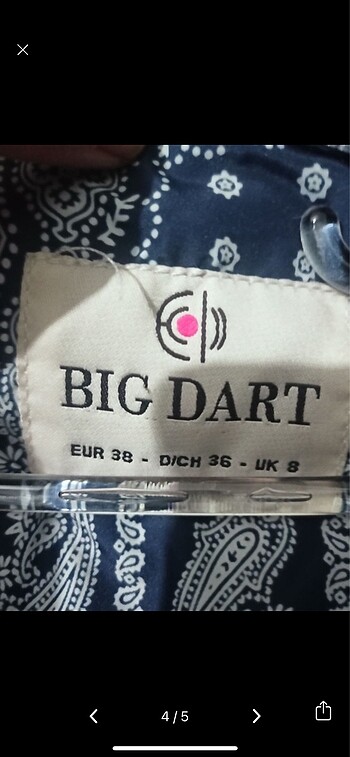 BIG DART
EUR 38 - D/CH 36 - UK 8
4/5